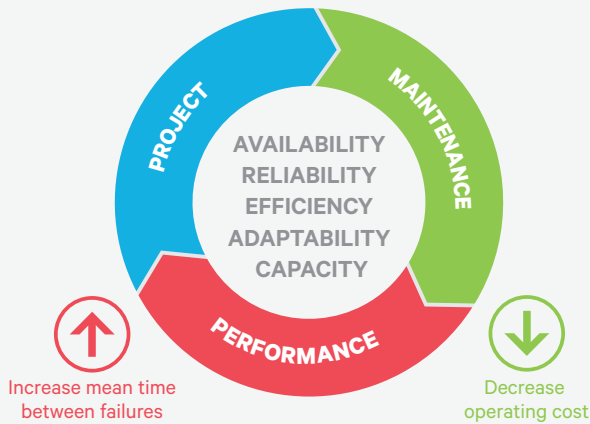 PROJECT
MAINTENANCE
AVAILABILITY
RELIABILITY
EFFICIENCY
ADAPTABILITY
CAPACITY
PERFORMANCE
Increase mean time
between failures
Decrease
operating cost